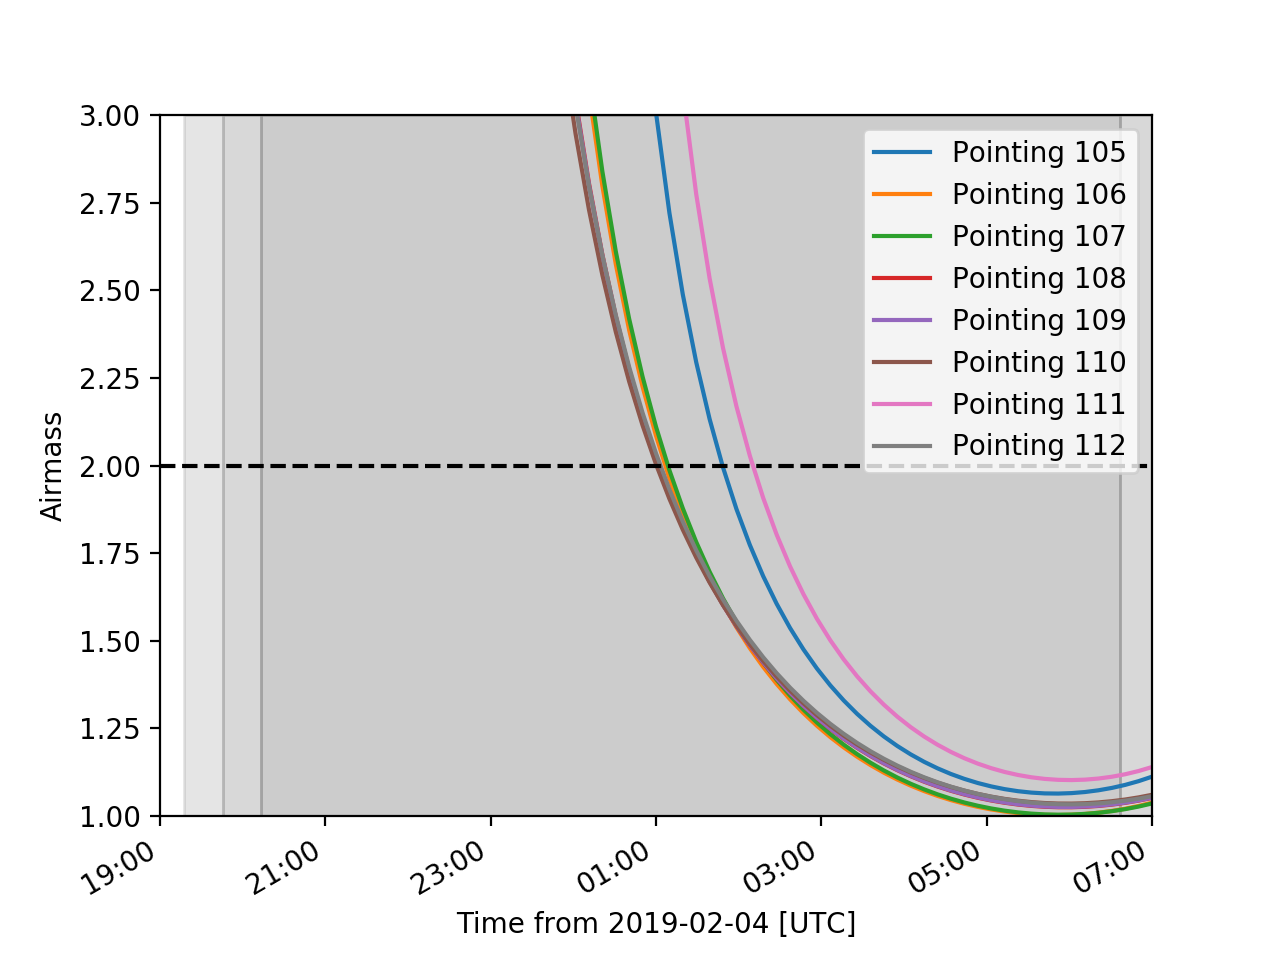 3.00
2.75
2.50
2.25
2.00
1.75
1.50
1.25
1.00
Airmass
Pointing 105
Pointing 106
Pointing 107
Pointing 108
Pointing 109
Pointing 110
Pointing 111
Pointing 112
19:00 21:00 23:00 01:00 03:00 05:00 07:00
Time from 2019-02-04 [UTC]